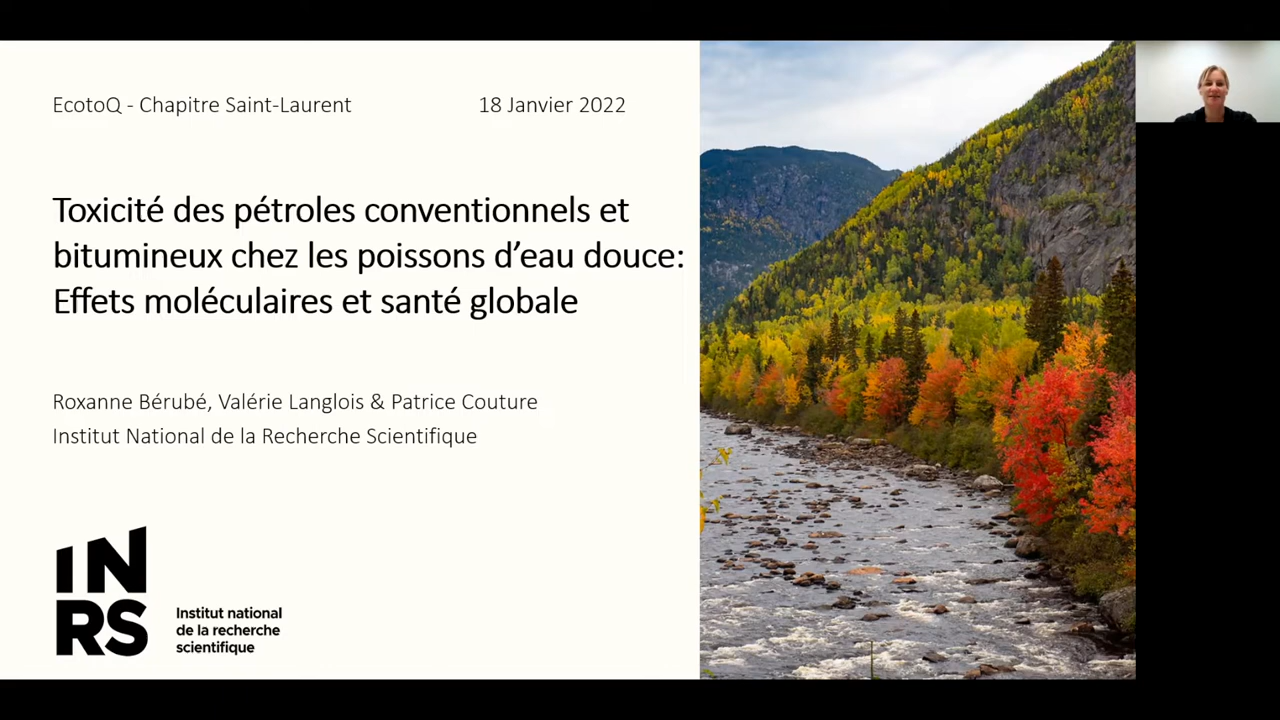 EcotoQ - Chapitre Saint-Laurent 18 Janvier 2022
Toxicité des pétroles conventionnels et
bitumineux chez les poissons d’eau douce:
Effets moléculaires et santé globale
Roxanne Bérubé, Valérie Langlois & Patrice Couture
Institut National de la Recherche Scientifique
INRS
Institut national
de la recherche
scientifique